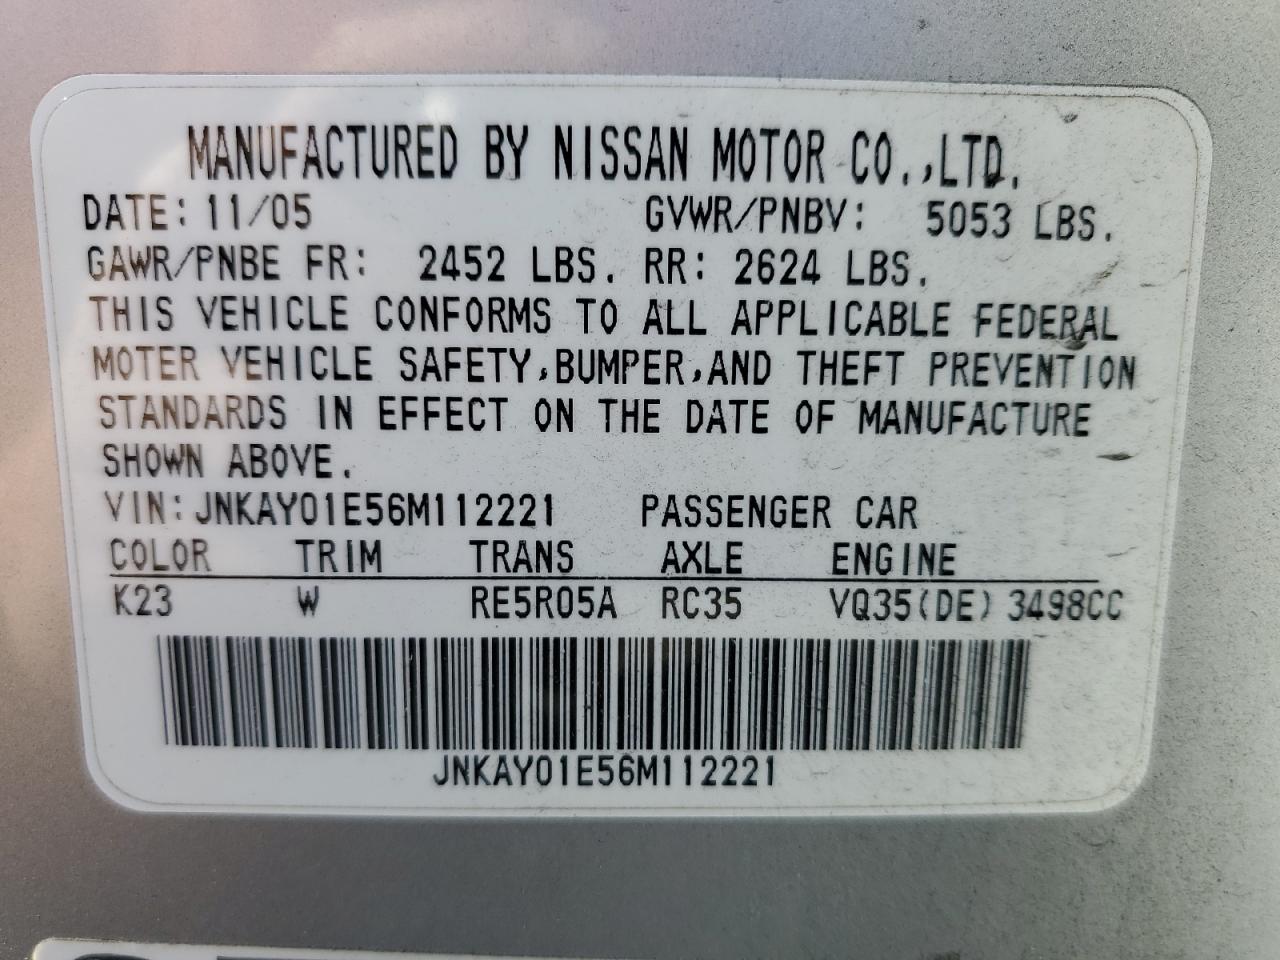 MANUFACTURED BY NISSAN MOTOR CO.,LTD.
DATE: 11/05 GVWR/PNBV: 5053 LBS.
GAWR/PNBE FR: 2452 LBS. RR: 2624 LBS.
THIS VEHICLE CONFORMS TO ALL APPLICABLE FEDERAL
MOTER VEHICLE SAFETY,BUMPER,AND THEFT PREVENTION
STANDARDS IN EFFECT ON THE DATE OF MANUFACTURE
SHOWN ABOVE.
VIN:JNKAY01E56M112221 PASSENGER CAR
COLOR TRIM TRANS AXLE ENGINE
K23 W RE5R05A RC35 VQ35(DE) 3498CC
JNKAY01E56M112221